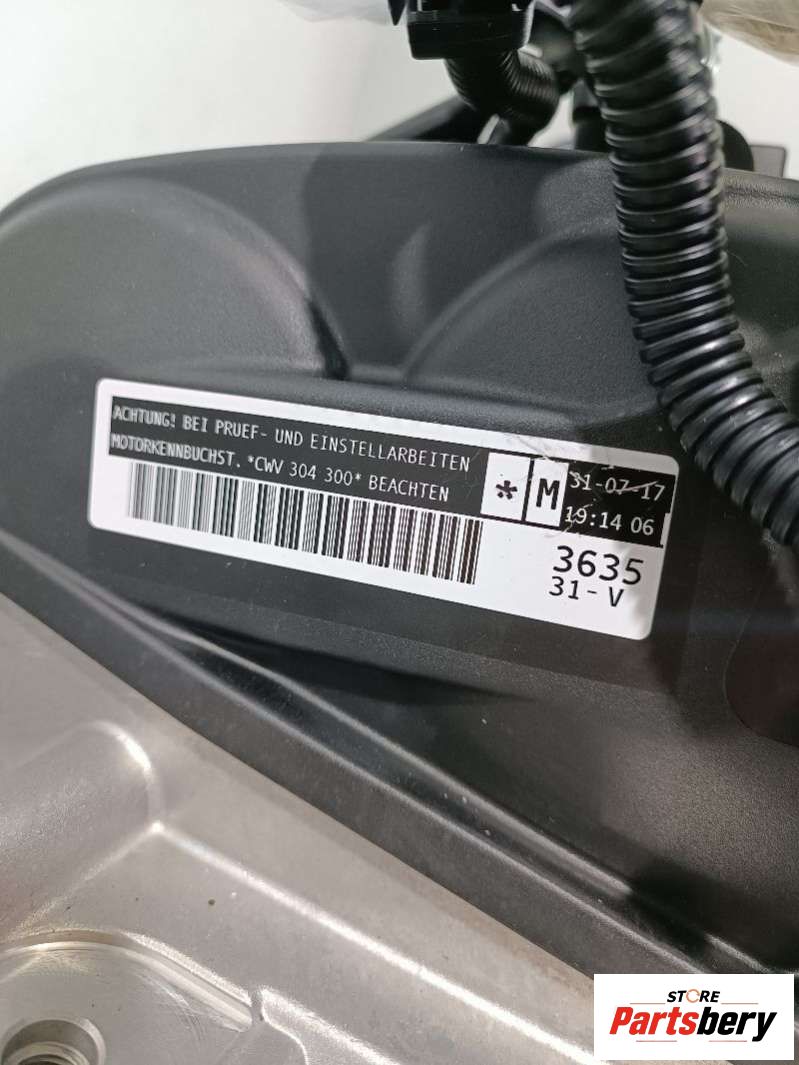 ACHTUNG! BEI PRUEF- UND EINSTELLARBEITEN
MOTORKENNBUCHST. *CWV 304 300* BEACHTEN
* M 31-07-17
19:14 06
3635
31-V
STORE
Partsbery